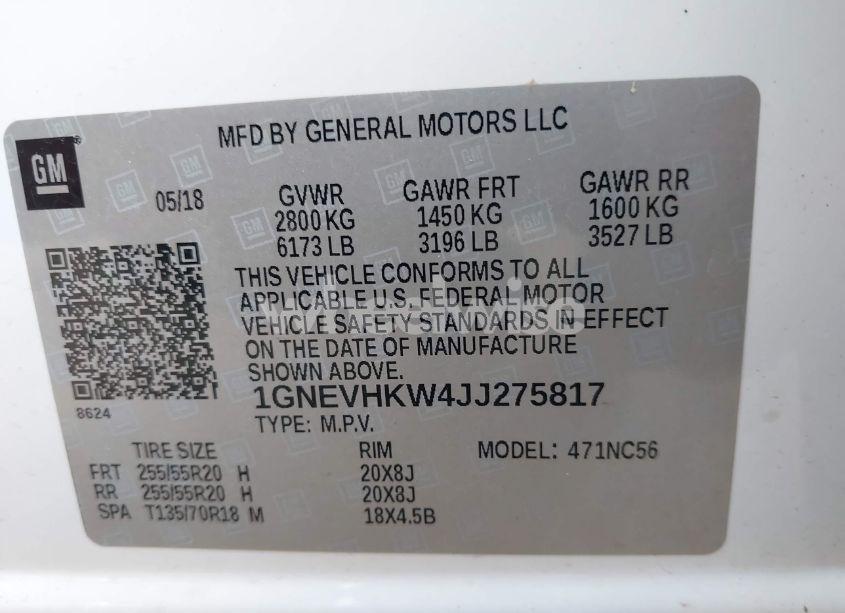 MFD BY GENERAL MOTORS LLC
GM
05/18 GVWR GAWR FRT GAWR RR
2800 KG 1450 KG 1600 KG
6173 LB 3196 LB 3527 LB
THIS VEHICLE CONFORMS TO ALL
APPLICABLE U.S. FEDERAL MOTOR
VEHICLE SAFETY STANDARDS IN EFFECT
ON THE DATE OF MANUFACTURE
SHOWN ABOVE.
8624
1GNEVHKW4JJ275817
TYPE: M.P.V.
TIRE SIZE RIM MODEL: 471NC56
FRT 255/55R20 H 20X8J
RR 255/55R20 H 20X8J
SPA T135/70R18 M 18X4.5B